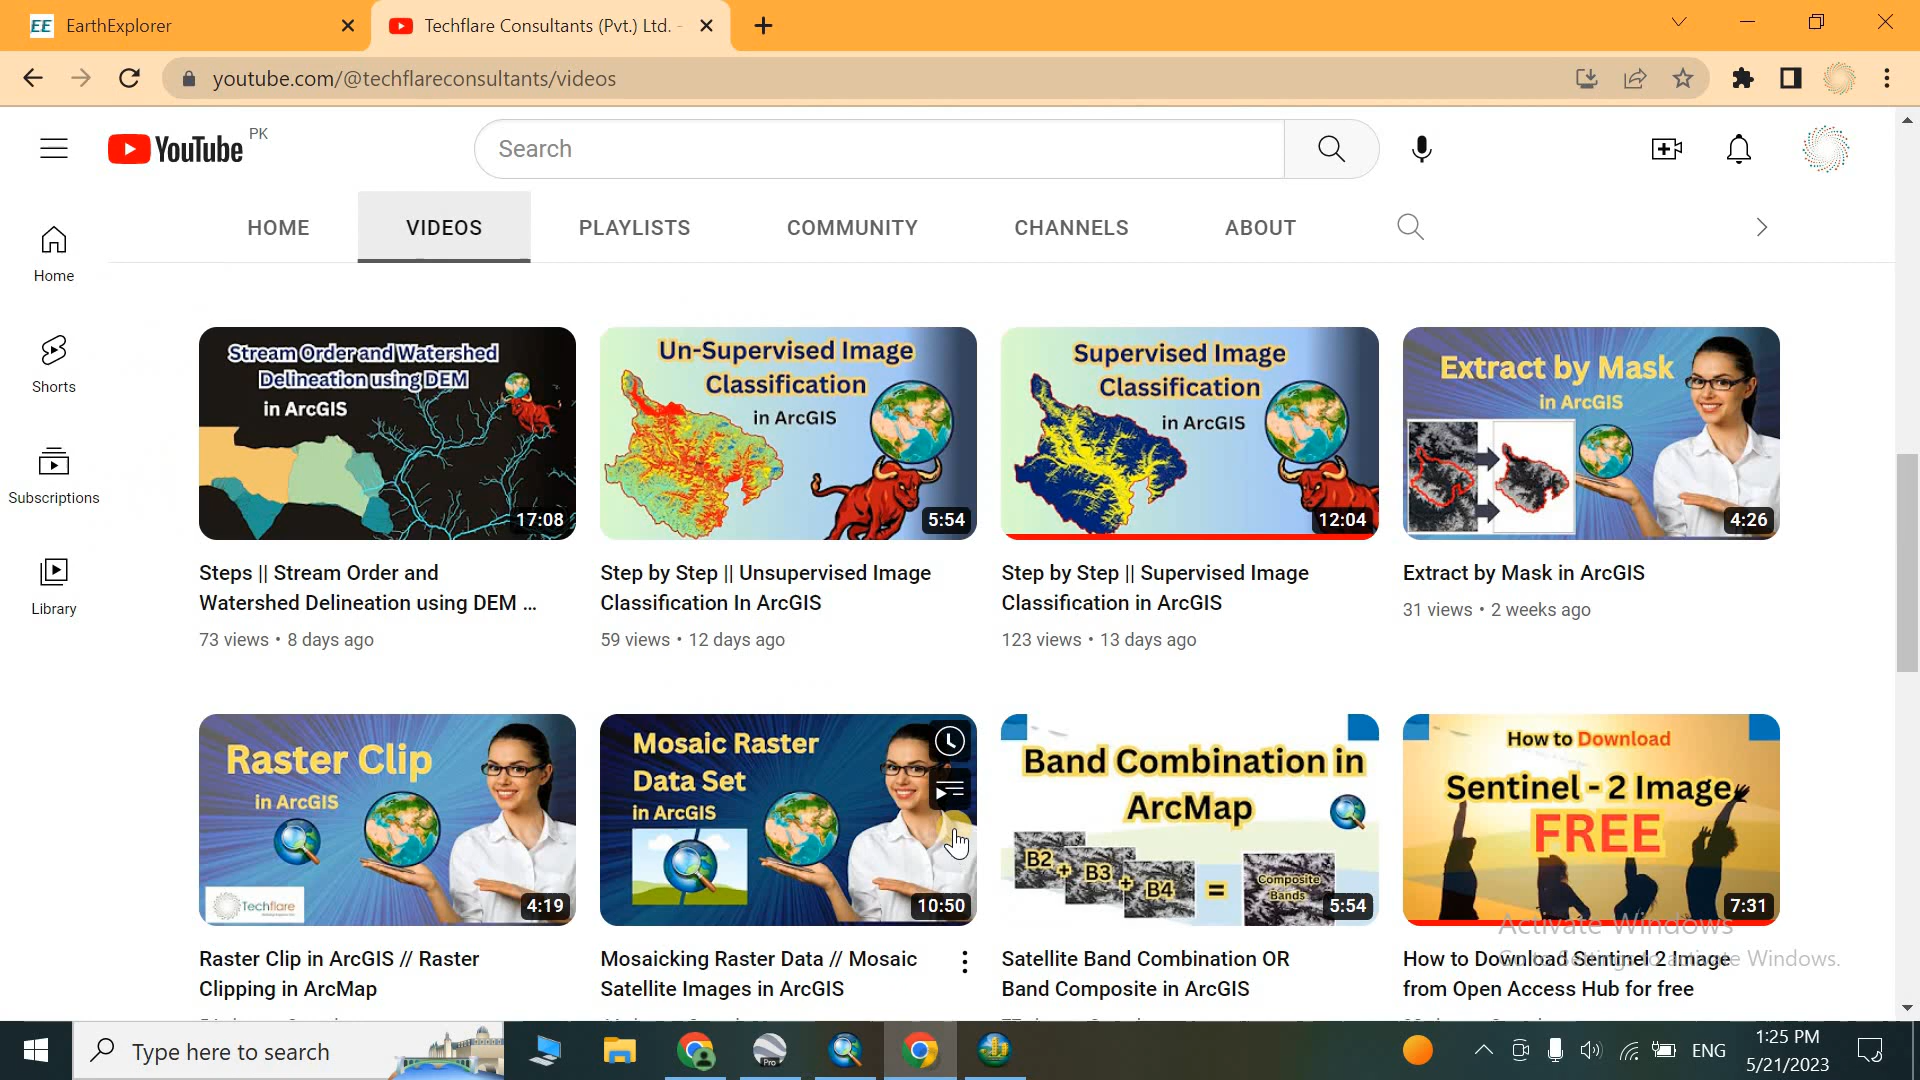 EE EarthExplorer
Techflare Consultants (Pvt.) Ltd. -
youtube.com/@techflareconsultants/videos
YouTube PK
Search
HOME VIDEOS PLAYLISTS COMMUNITY CHANNELS ABOUT
Home
Shorts
Subscriptions
Library
Stream Order and Watershed
Delineation using DEM
in ArcGIS
17:08
Un-Supervised Image
Classification
in ArcGIS
5:54
Supervised Image
Classification
in ArcGIS
12:04
Extract by Mask
in ArcGIS
4:26
Steps || Stream Order and
Watershed Delineation using DEM ...
73 views • 8 days ago
Step by Step || Unsupervised Image
Classification In ArcGIS
59 views • 12 days ago
Step by Step || Supervised Image
Classification in ArcGIS
123 views • 13 days ago
Extract by Mask in ArcGIS
31 views • 2 weeks ago
Raster Clip
in ArcGIS
Techflare
4:19
Mosaic Raster
Data Set
in ArcGIS
10:50
Band Combination in
ArcMap
B2 + B3 + B4 = Composite
Bands
5:54
How to Download
Sentinel - 2 Image
FREE
7:31
Raster Clip in ArcGIS // Raster
Clipping in ArcMap
Mosaicking Raster Data // Mosaic
Satellite Images in ArcGIS
Satellite Band Combination OR
Band Composite in ArcGIS
How to Download Sentinel 2 Image
from Open Access Hub for free
Activate Windows
Go to Settings to activate Windows.
Type here to search
Pro
ENG
1:25 PM
5/21/2023